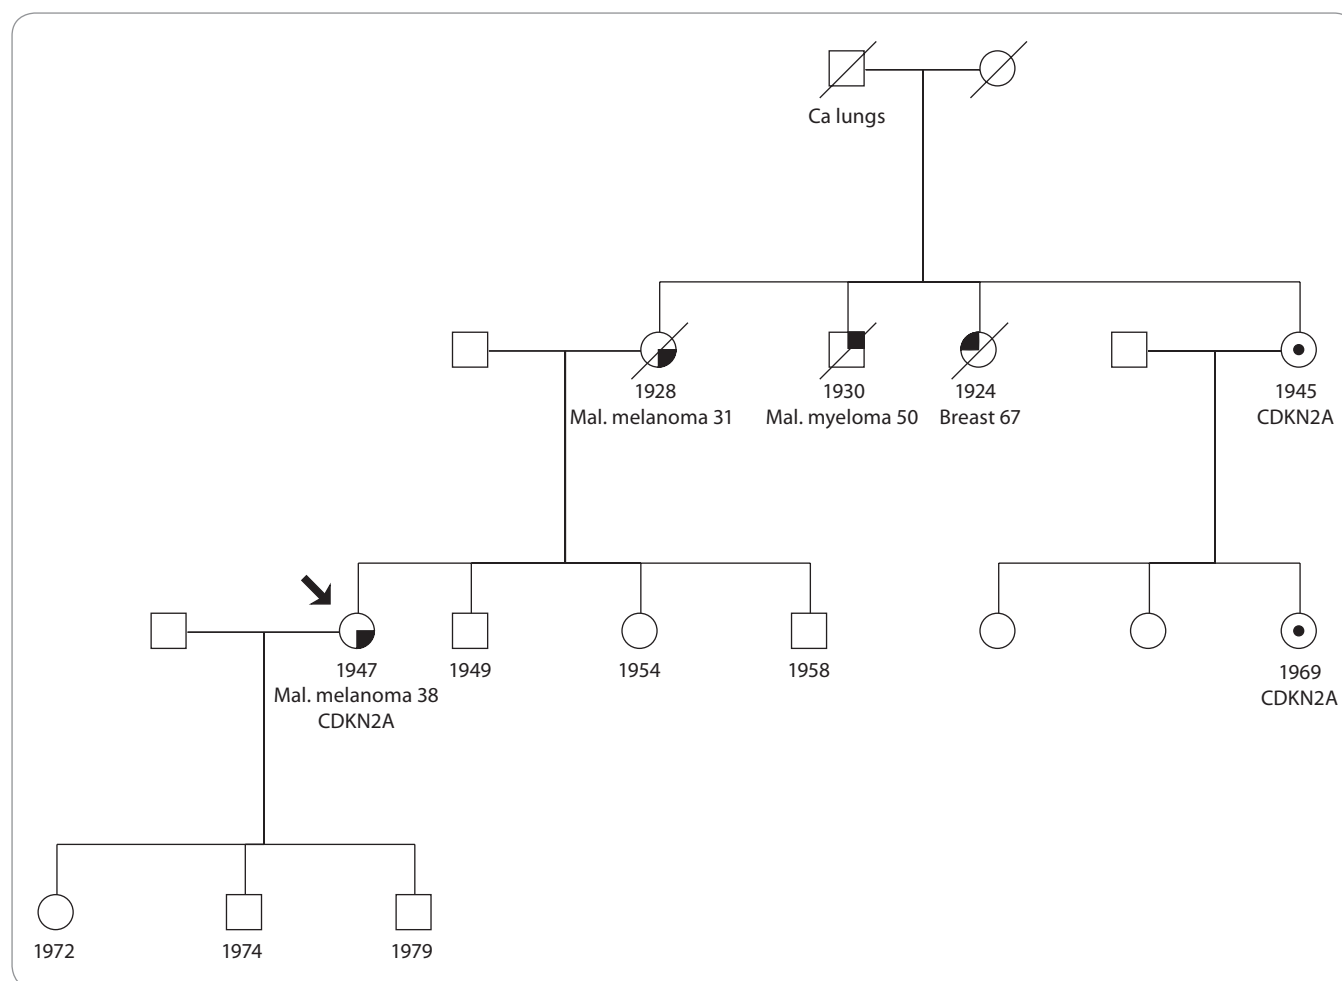 Ca lungs
1928
Mal. melanoma 31
1930
Mal. myeloma 50
1924
Breast 67
1945
CDKN2A
1947
Mal. melanoma 38
CDKN2A
1949
1954
1958
1969
CDKN2A
1972
1974
1979